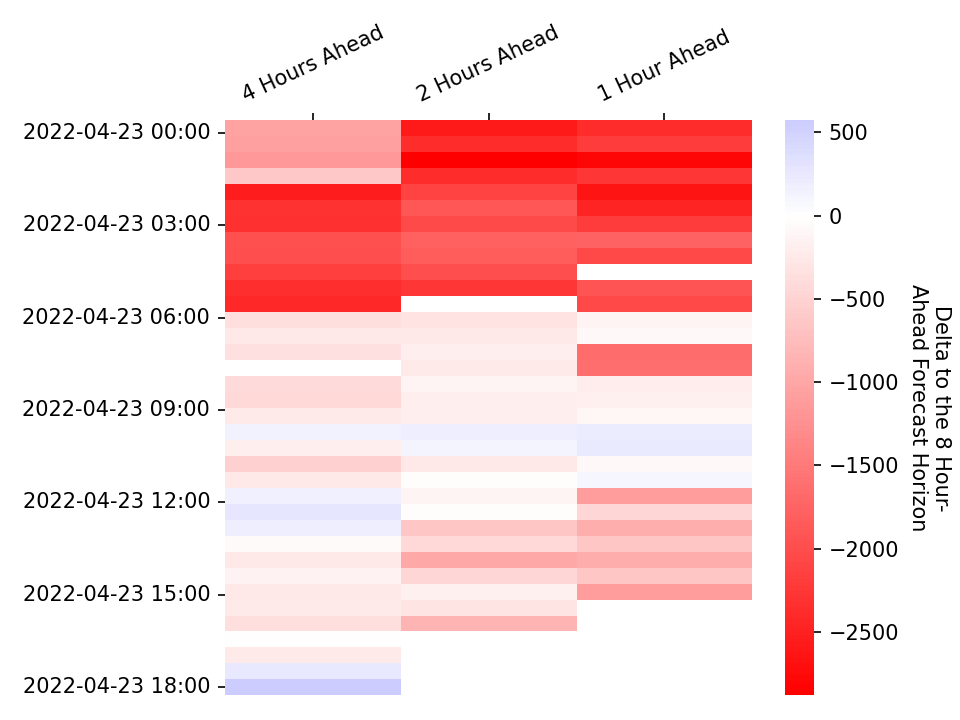 4 Hours Ahead
2 Hours Ahead
1 Hour Ahead
2022-04-23 00:00
2022-04-23 03:00
2022-04-23 06:00
2022-04-23 09:00
2022-04-23 12:00
2022-04-23 15:00
2022-04-23 18:00
500
0
−500
−1000
−1500
−2000
−2500
Delta to the 8 Hour-
Ahead Forecast Horizon